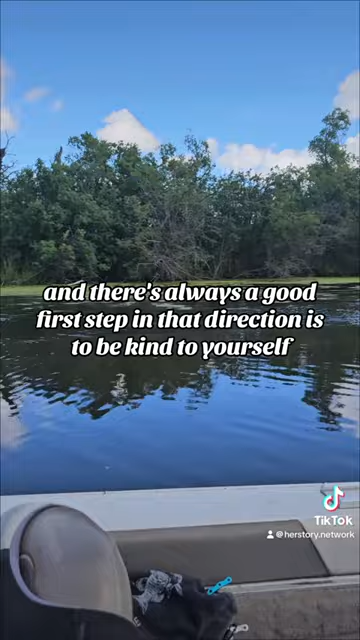 and there's always a good
first step in that direction is
to be kind to yourself
TikTok
@herstory.network